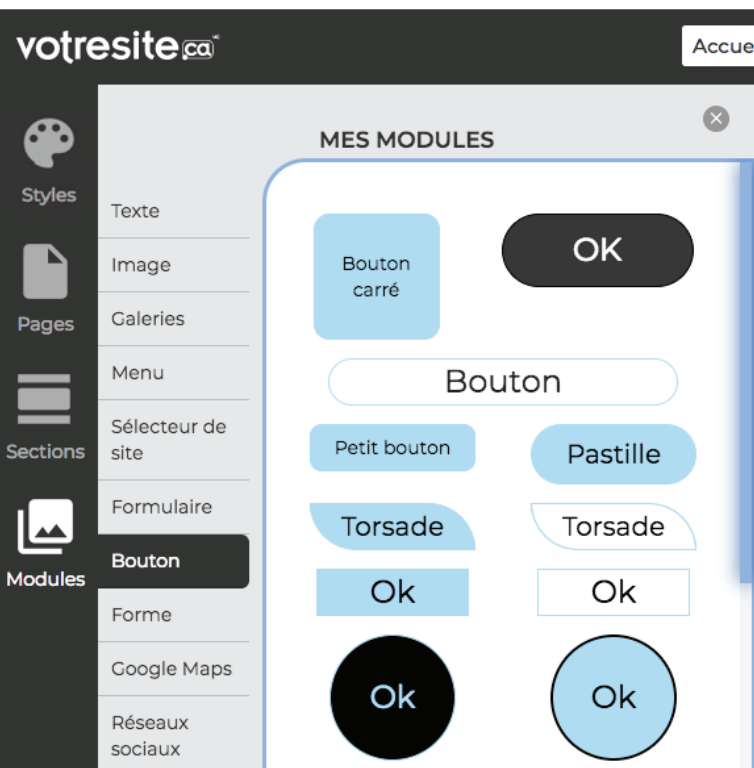 votresite.ca
Accue
MES MODULES
Styles
Pages
Sections
Modules
Texte
Image
Galeries
Menu
Sélecteur de
site
Formulaire
Bouton
Forme
Google Maps
Réseaux
sociaux
Bouton
carré
OK
Bouton
Petit bouton
Pastille
Torsade
Torsade
Ok
Ok
Ok
Ok